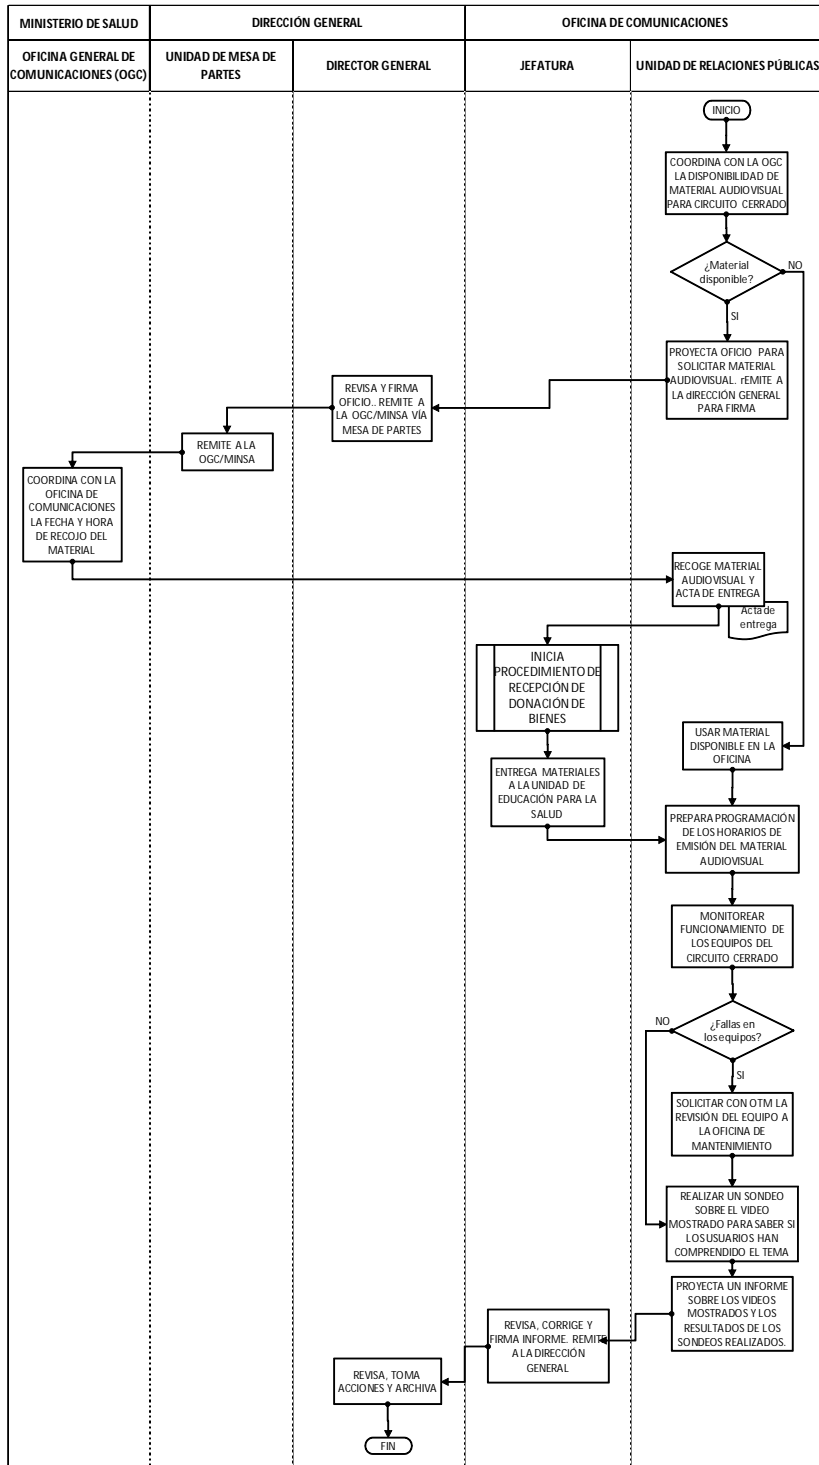 MINISTERIO DE SALUD
DIRECCIÓN GENERAL
OFICINA DE COMUNICACIONES
OFICINA GENERAL DE
COMUNICACIONES (OGC)
UNIDAD DE MESA DE
PARTES
DIRECTOR GENERAL
JEFATURA
UNIDAD DE RELACIONES PÚBLICAS
INICIO
COORDINA CON LA OGC
LA DISPONIBILIDAD DE
MATERIAL AUDIOVISUAL
PARA CIRCUITO CERRADO
¿Material
disponible?
NO
SI
PROYECTA OFICIO PARA
SOLICITAR MATERIAL
AUDIOVISUAL. rEMITE A
LA dIRECCIÓN GENERAL
PARA FIRMA
REVISA Y FIRMA
OFICIO.. REMITE A
LA OGC/MINSA VÍA
MESA DE PARTES
REMITE A LA
OGC/MINSA
COORDINA CON LA
OFICINA DE
COMUNICACIONES
LA FECHA Y HORA
DE RECOJO DEL
MATERIAL
RECOGE MATERIAL
AUDIOVISUAL Y
ACTA DE ENTREGA
Acta de
entrega
INICIA
PROCEDIMIENTO DE
RECEPCIÓN DE
DONACIÓN DE
BIENES
USAR MATERIAL
DISPONIBLE EN LA
OFICINA
ENTREGA MATERIALES
A LA UNIDAD DE
EDUCACIÓN PARA LA
SALUD
PREPARA PROGRAMACIÓN
DE LOS HORARIOS DE
EMISIÓN DEL MATERIAL
AUDIOVISUAL
MONITOREAR
FUNCIONAMIENTO DE
LOS EQUIPOS DEL
CIRCUITO CERRADO
¿Fallas en
los equipos?
NO
SI
SOLICITAR CON OTM LA
REVISIÓN DEL EQUIPO A
LA OFICINA DE
MANTENIMIENTO
REALIZAR UN SONDEO
SOBRE EL VIDEO
MOSTRADO PARA SABER SI
LOS USUARIOS HAN
COMPRENDIDO EL TEMA
PROYECTA UN INFORME
SOBRE LOS VIDEOS
MOSTRADOS Y LOS
RESULTADOS DE LOS
SONDEOS REALIZADOS.
REVISA, CORRIGE Y
FIRMA INFORME. REMITE
A LA DIRECCIÓN
GENERAL
REVISA, TOMA
ACCIONES Y ARCHIVA
FIN